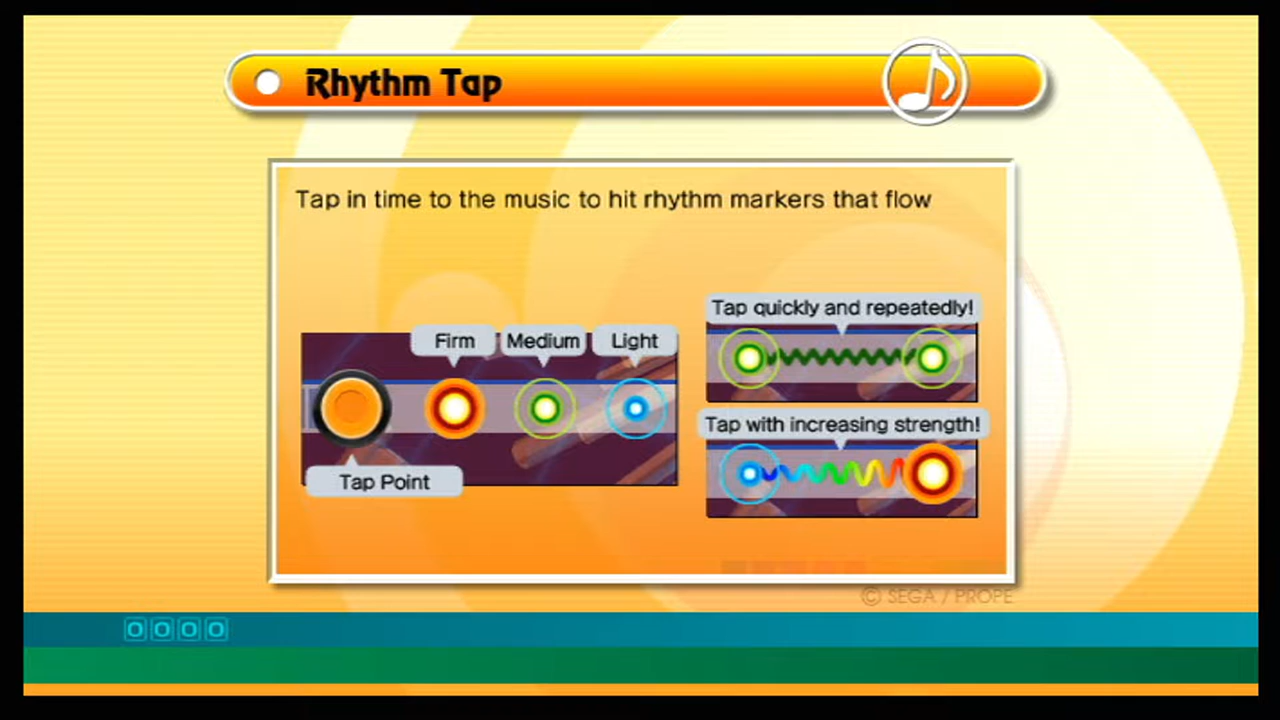 Rhythm Tap
Tap in time to the music to hit rhythm markers that flow
Firm
Medium
Light
Tap Point
Tap quickly and repeatedly!
Tap with increasing strength!
© SEGA / PROPE
0000